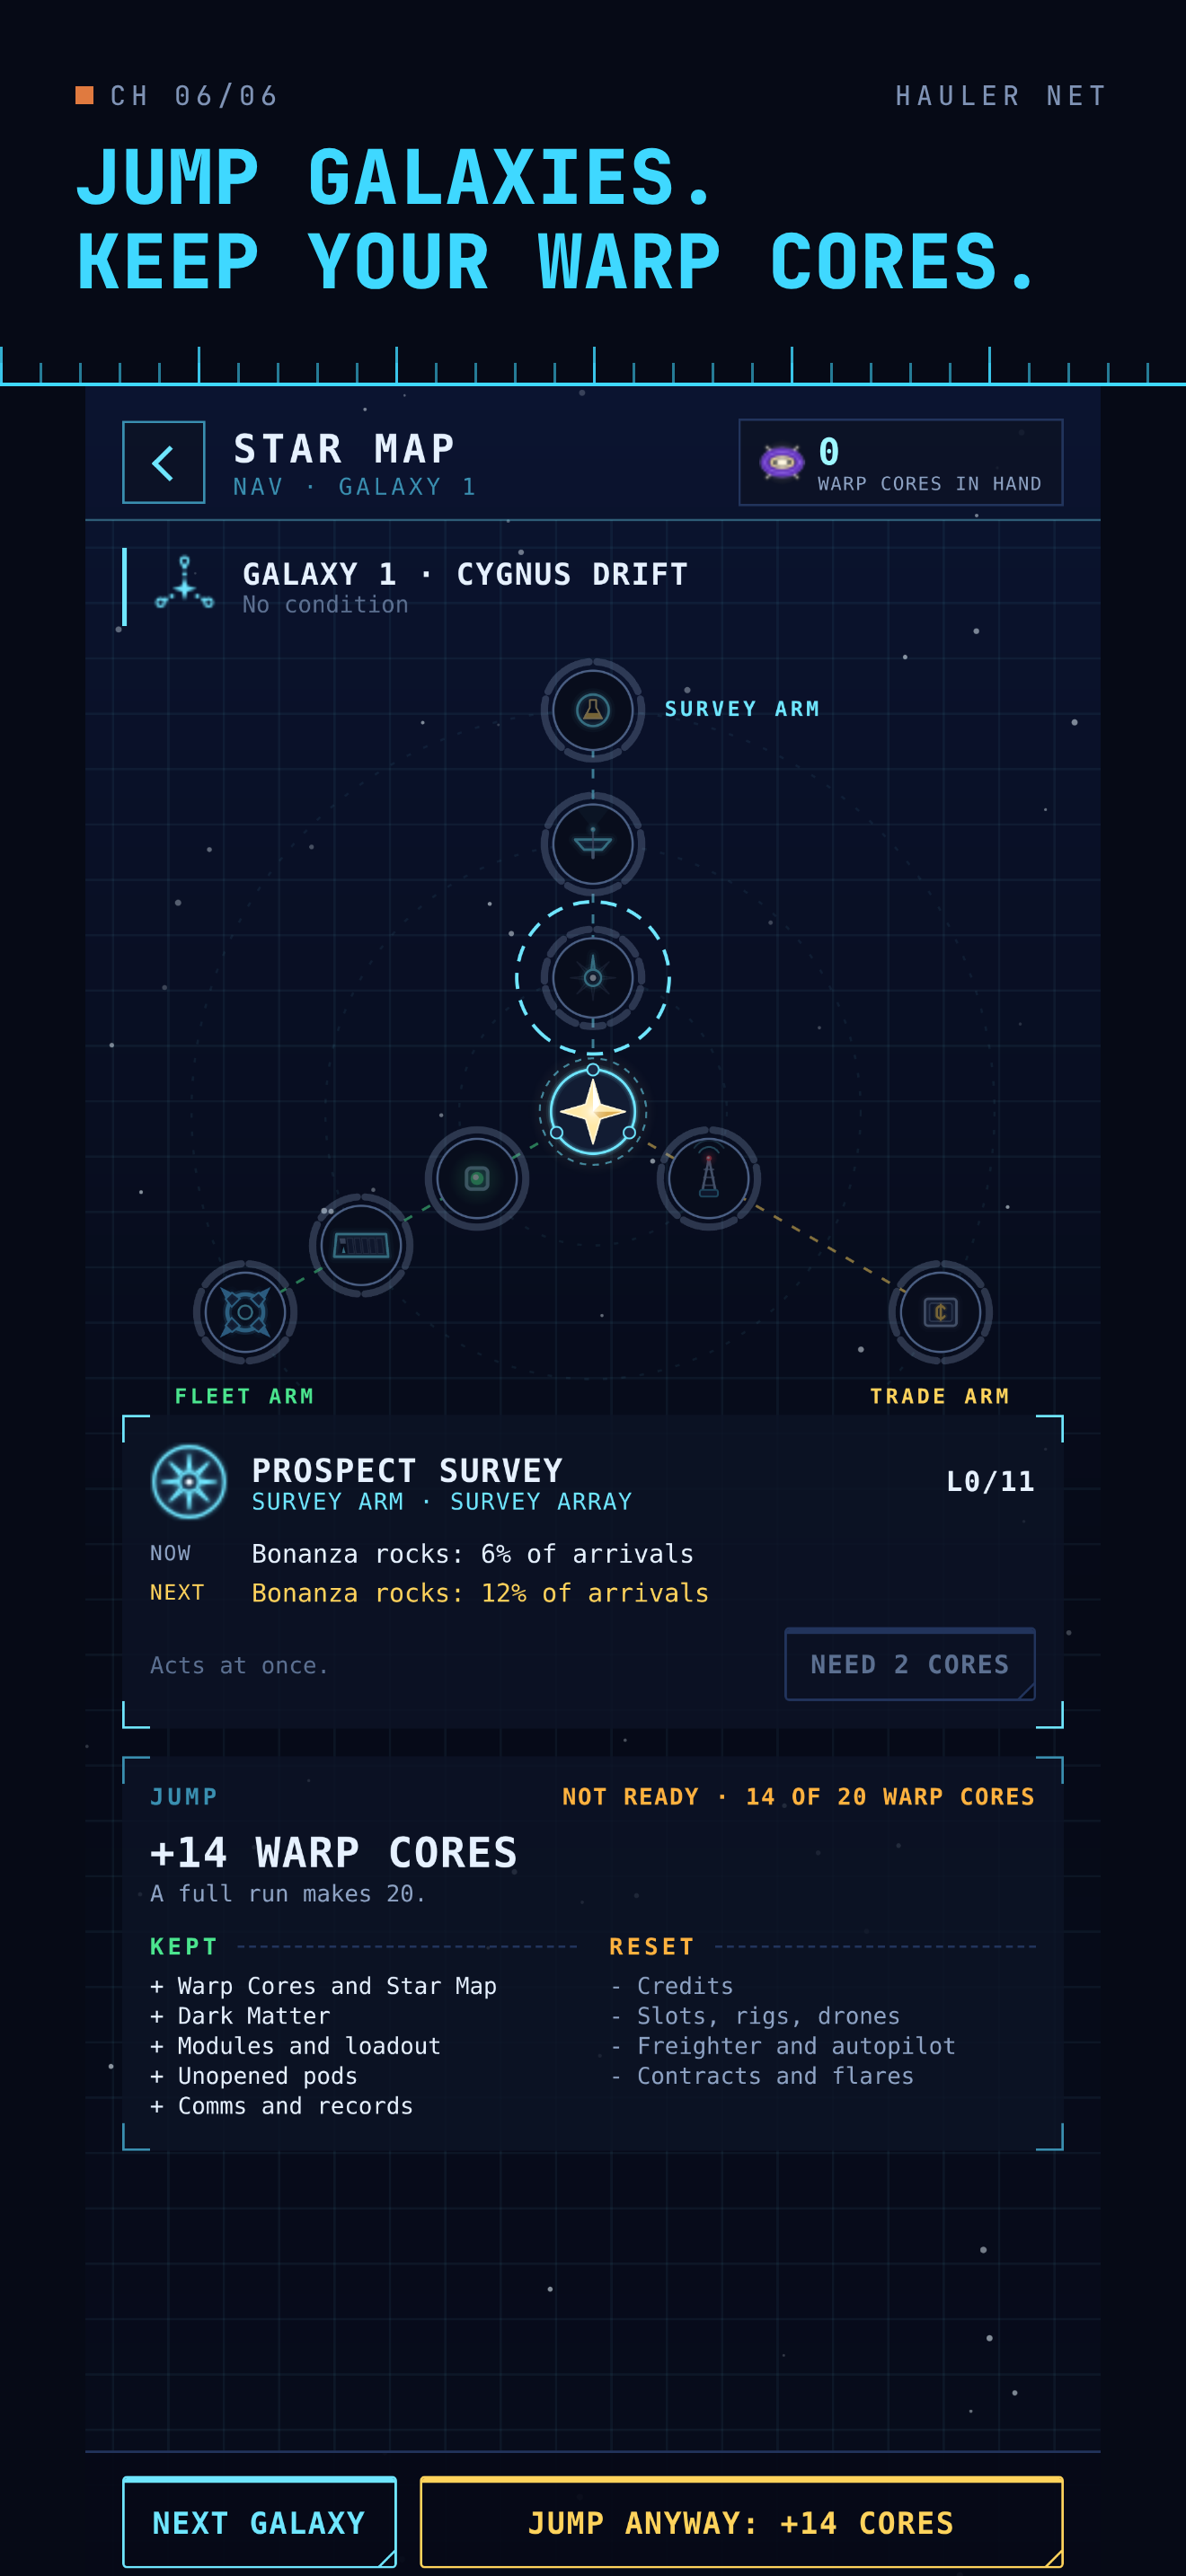 CH 06/06
HAULER NET
JUMP GALAXIES.
KEEP YOUR WARP CORES.
STAR MAP
NAV · GALAXY 1
0
WARP CORES IN HAND
GALAXY 1 · CYGNUS DRIFT
No condition
SURVEY ARM
₵
FLEET ARM
TRADE ARM
PROSPECT SURVEY
SURVEY ARM · SURVEY ARRAY
L0/11
NOW Bonanza rocks: 6% of arrivals
NEXT Bonanza rocks: 12% of arrivals
Acts at once.
NEED 2 CORES
JUMP
NOT READY · 14 OF 20 WARP CORES
+14 WARP CORES
A full run makes 20.
KEPT
+ Warp Cores and Star Map
+ Dark Matter
+ Modules and loadout
+ Unopened pods
+ Comms and records
RESET
- Credits
- Slots, rigs, drones
- Freighter and autopilot
- Contracts and flares
NEXT GALAXY
JUMP ANYWAY: +14 CORES